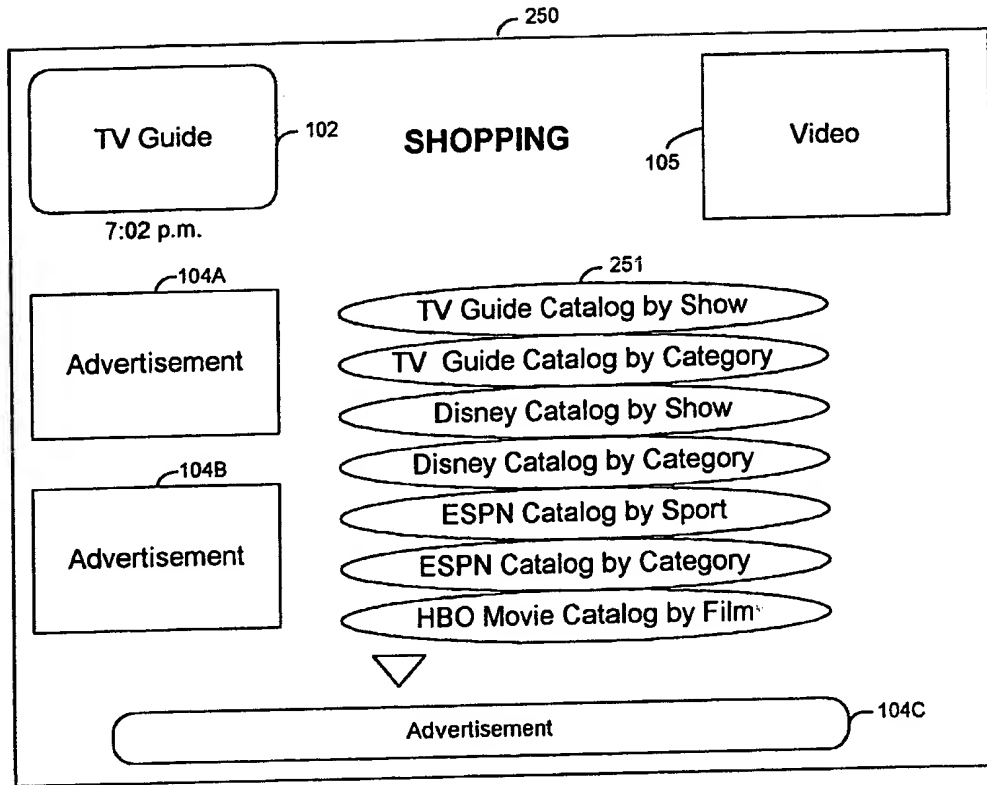 250
TV Guide
102
SHOPPING
105
Video
7:02 p.m.
104A
Advertisement
104B
Advertisement
251
TV Guide Catalog by Show
TV Guide Catalog by Category
Disney Catalog by Show
Disney Catalog by Category
ESPN Catalog by Sport
ESPN Catalog by Category
HBO Movie Catalog by Film
Advertisement
104C